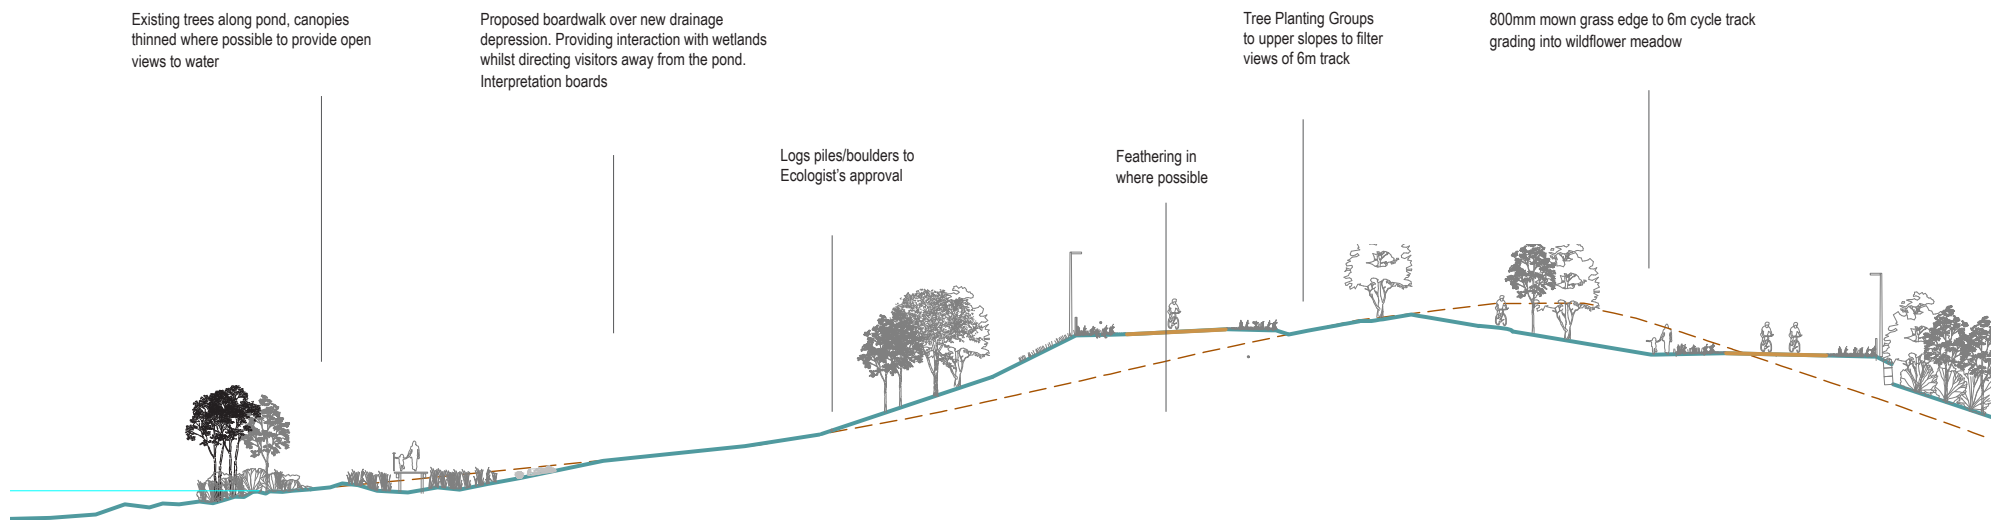 Existing trees along pond, canopies
thinned where possible to provide open
views to water
Proposed boardwalk over new drainage
depression. Providing interaction with wetlands
whilst directing visitors away from the pond.
Interpretation boards
Logs piles/boulders to
Ecologist's approval
Feathering in
where possible
Tree Planting Groups
to upper slopes to filter
views of 6m track
800mm mown grass edge to 6m cycle track
grading into wildflower meadow